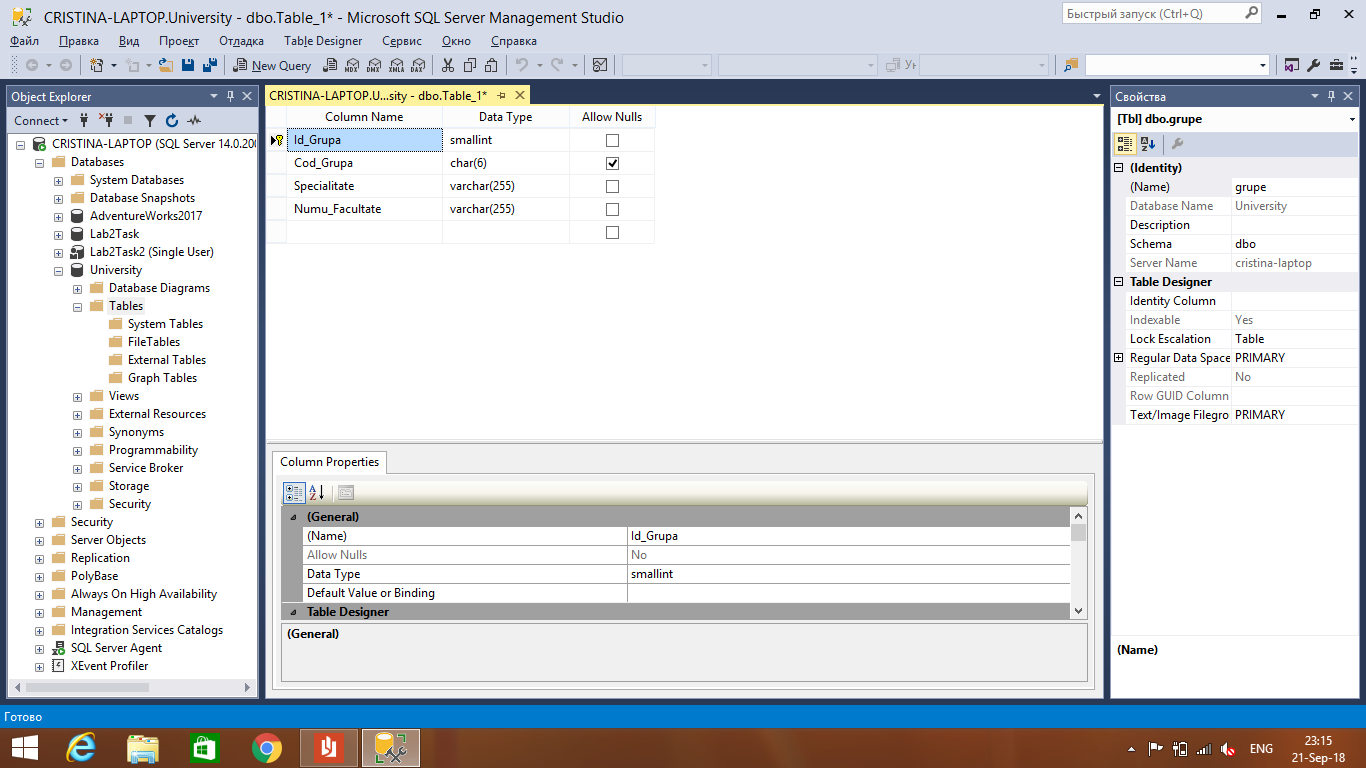 CRISTINA-LAPTOP.University - dbo.Table_1* - Microsoft SQL Server Management Studio
Быстрый запуск (Ctrl+Q)
Файл Правка Вид Проект Отладка Table Designer Сервис Окно Справка
New Query MDX DMX XMLA DAX
Object Explorer
Connect
CRISTINA-LAPTOP (SQL Server 14.0.200
Databases
System Databases
Database Snapshots
AdventureWorks2017
Lab2Task
Lab2Task2 (Single User)
University
Database Diagrams
Tables
System Tables
FileTables
External Tables
Graph Tables
Views
External Resources
Synonyms
Programmability
Service Broker
Storage
Security
Security
Server Objects
Replication
PolyBase
Always On High Availability
Management
Integration Services Catalogs
SQL Server Agent
XEvent Profiler
CRISTINA-LAPTOP.U...sity - dbo.Table_1*
Column Name Data Type Allow Nulls
Id_Grupa smallint
Cod_Grupa char(6)
Specialitate varchar(255)
Numu_Facultate varchar(255)
Column Properties
(General)
(Name) Id_Grupa
Allow Nulls No
Data Type smallint
Default Value or Binding
Table Designer
(General)
Свойства
[Tbl] dbo.grupe
(Identity)
(Name) grupe
Database Name University
Description
Schema dbo
Server Name cristina-laptop
Table Designer
Identity Column
Indexable Yes
Lock Escalation Table
Regular Data Space PRIMARY
Replicated No
Row GUID Column
Text/Image Filegro PRIMARY
(Name)
Готово
ENG
23:15
21-Sep-18